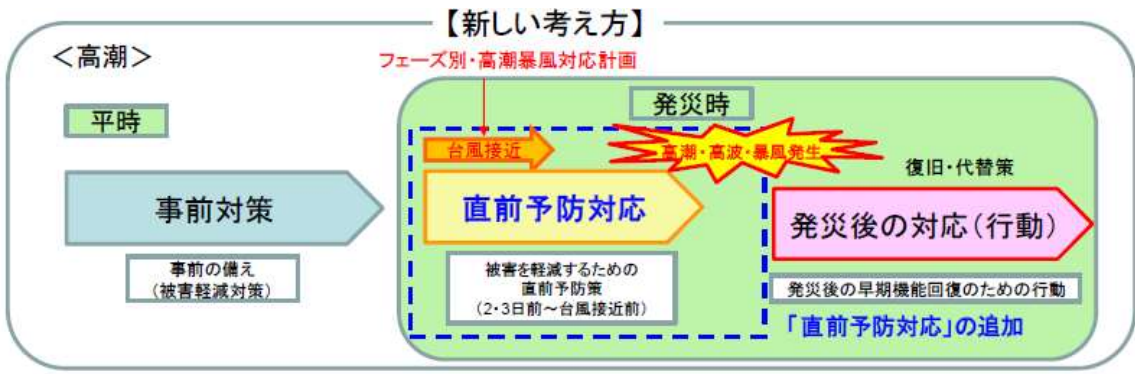 【新しい考え方】
＜高潮＞
フェーズ別・高潮暴風対応計画
平時
発災時
台風接近
高潮・高波・暴風発生
復旧・代替策
事前対策
直前予防対応
発災後の対応（行動）
事前の備え
（被害軽減対策）
被害を軽減するための
直前予防策
（2・3日前～台風接近前）
発災後の早期機能回復のための行動
「直前予防対応」の追加